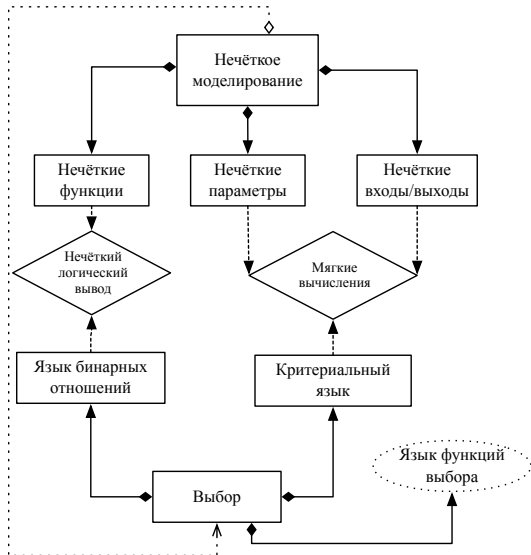 Нечёткое
моделирование
Нечёткие
функции
Нечёткие
параметры
Нечёткие
входы/выходы
Нечёткий
логический
вывод
Мягкие
вычисления
Язык бинарных
отношений
Критериальный
язык
Язык функций
выбора
Выбор